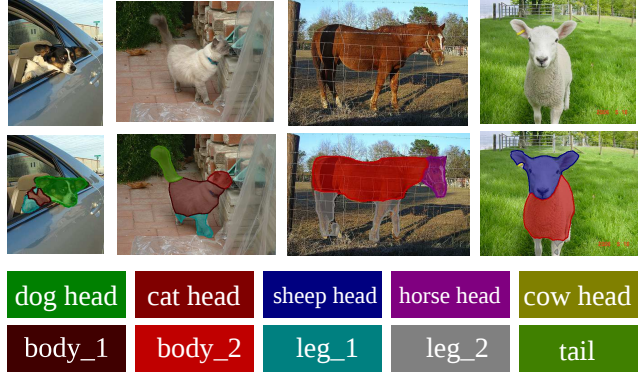 dog head
cat head
sheep head
horse head
cow head
body_1
body_2
leg_1
leg_2
tail